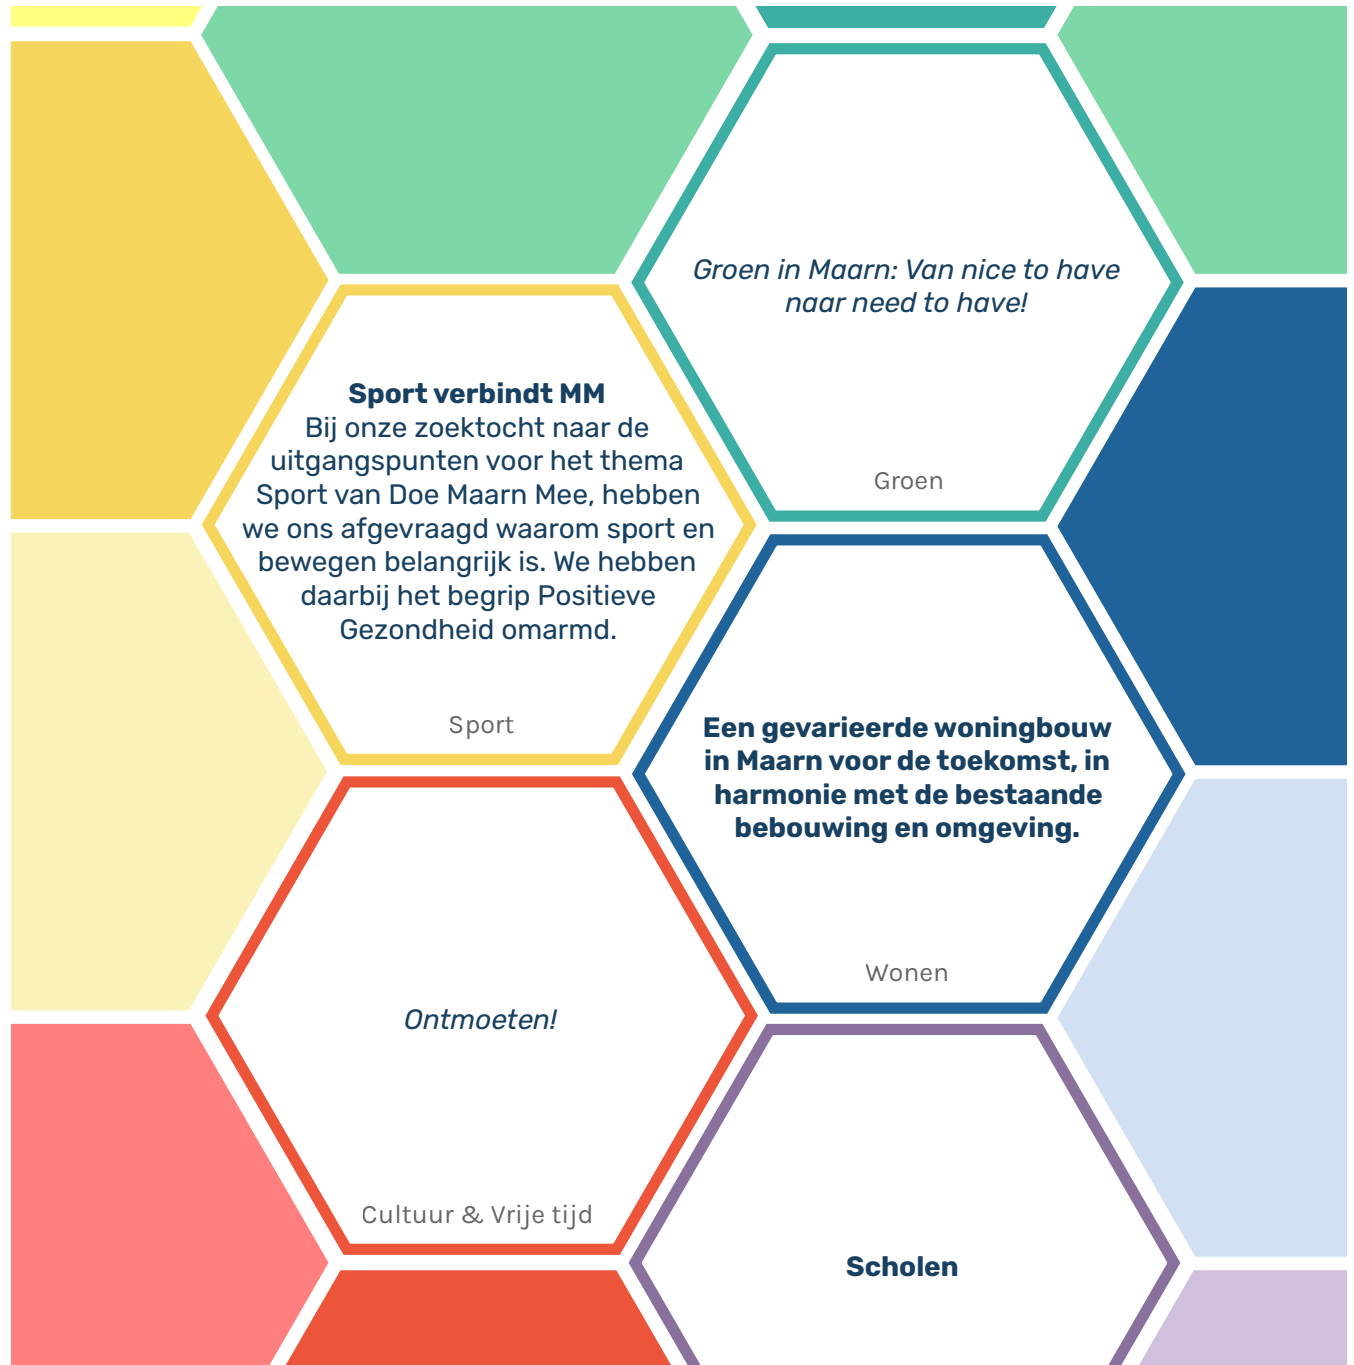 Groen in Maarn: Van nice to have
naar need to have!
Groen
Sport verbindt MM
Bij onze zoektocht naar de
uitgangspunten voor het thema
Sport van Doe Maarn Mee, hebben
we ons afgevraagd waarom sport en
bewegen belangrijk is. We hebben
daarbij het begrip Positieve
Gezondheid omarmd.
Sport
Een gevarieerde woningbouw
in Maarn voor de toekomst, in
harmonie met de bestaande
bebouwing en omgeving.
Wonen
Ontmoeten!
Cultuur & Vrije tijd
Scholen